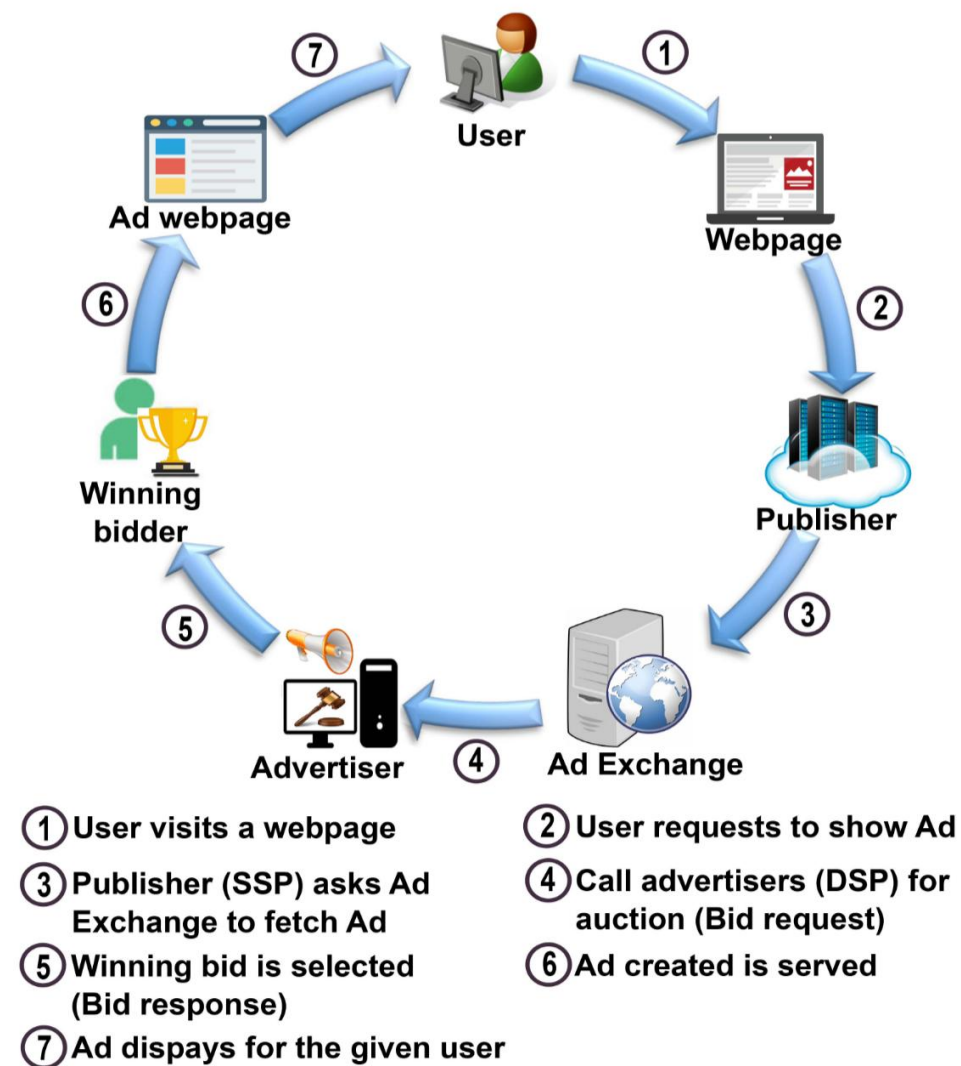 7
1
User
Ad webpage
Webpage
6
2
Winning
bidder
Publisher
5
3
Advertiser
4
Ad Exchange
1 User visits a webpage
2 User requests to show Ad
3 Publisher (SSP) asks Ad
Exchange to fetch Ad
4 Call advertisers (DSP) for
auction (Bid request)
5 Winning bid is selected
(Bid response)
6 Ad created is served
7 Ad dispays for the given user